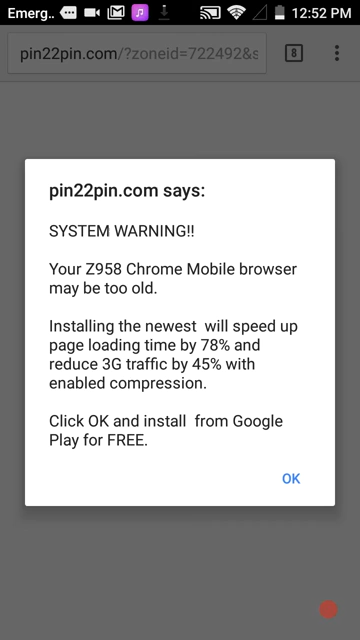 Emerg.. 12:52 PM
pin22pin.com/?zoneid=722492&s 8
pin22pin.com says:
SYSTEM WARNING!!
Your Z958 Chrome Mobile browser
may be too old.
Installing the newest  will speed up
page loading time by 78% and
reduce 3G traffic by 45% with
enabled compression.
Click OK and install  from Google
Play for FREE.
OK